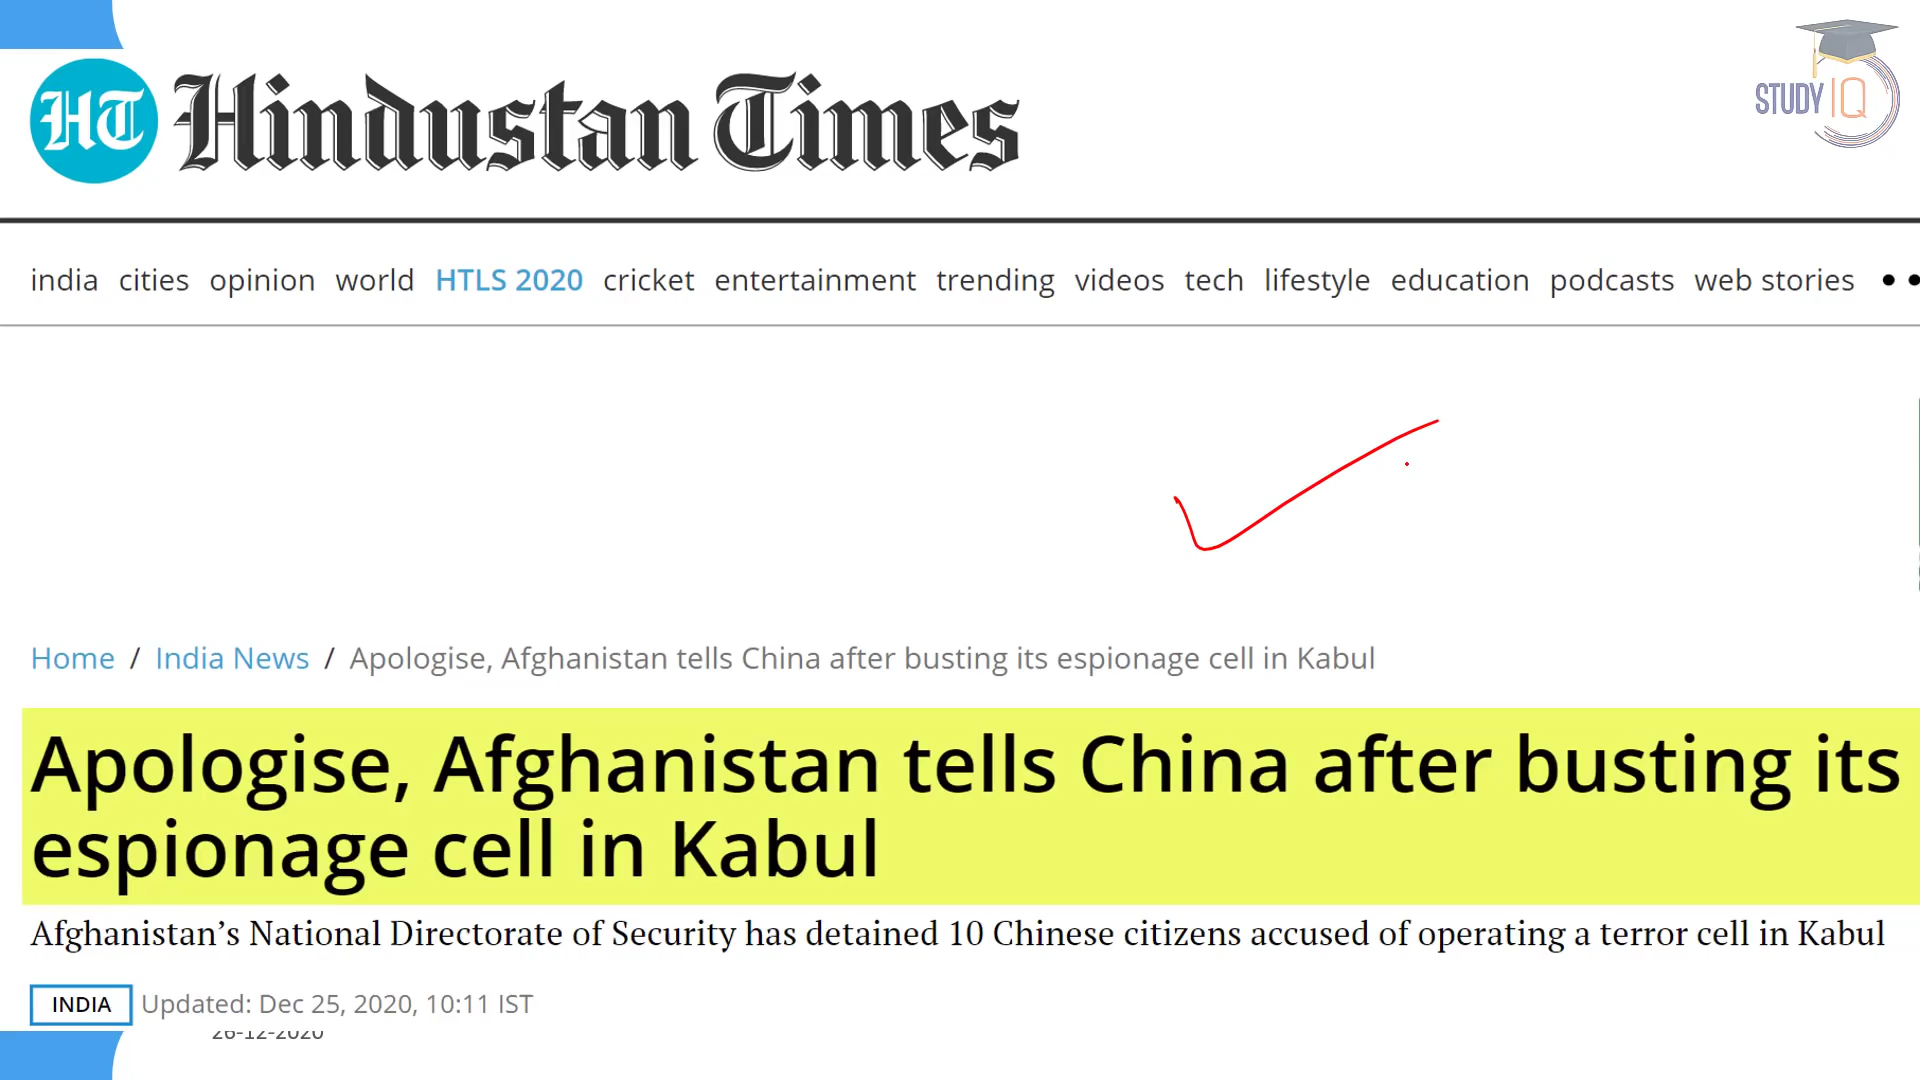 HT Hindustan Times
STUDY IQ
india cities opinion world HTLS 2020 cricket entertainment trending videos tech lifestyle education podcasts web stories
Home / India News / Apologise, Afghanistan tells China after busting its espionage cell in Kabul
Apologise, Afghanistan tells China after busting its
espionage cell in Kabul
Afghanistan’s National Directorate of Security has detained 10 Chinese citizens accused of operating a terror cell in Kabul
INDIA Updated: Dec 25, 2020, 10:11 IST
26-12-2020